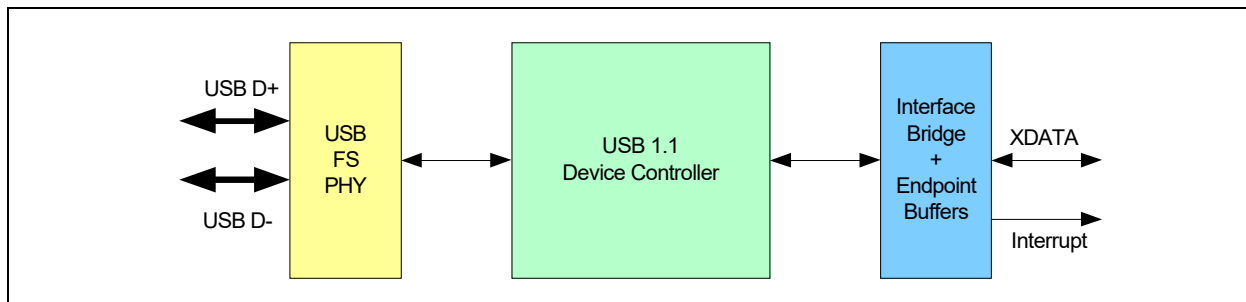 USB D+
USB D-
USB
FS
PHY
USB 1.1
Device Controller
Interface
Bridge
+
Endpoint
Buffers
XDATA
Interrupt